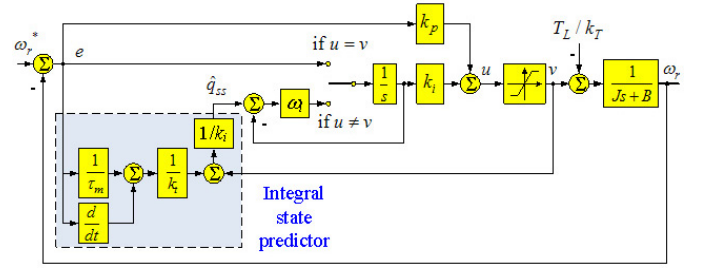 k_p
T_L / k_T
ω_r*
Σ
e
if u = v
-
-
q̂_ss
Σ
-
ω_i
if u ≠ v
1/s
k_i
Σ
u
v
Σ
1/(Js + B)
ω_r
1/k_i
1/τ_m
Σ
1/k_t
Σ
d/dt
Integral
state
predictor